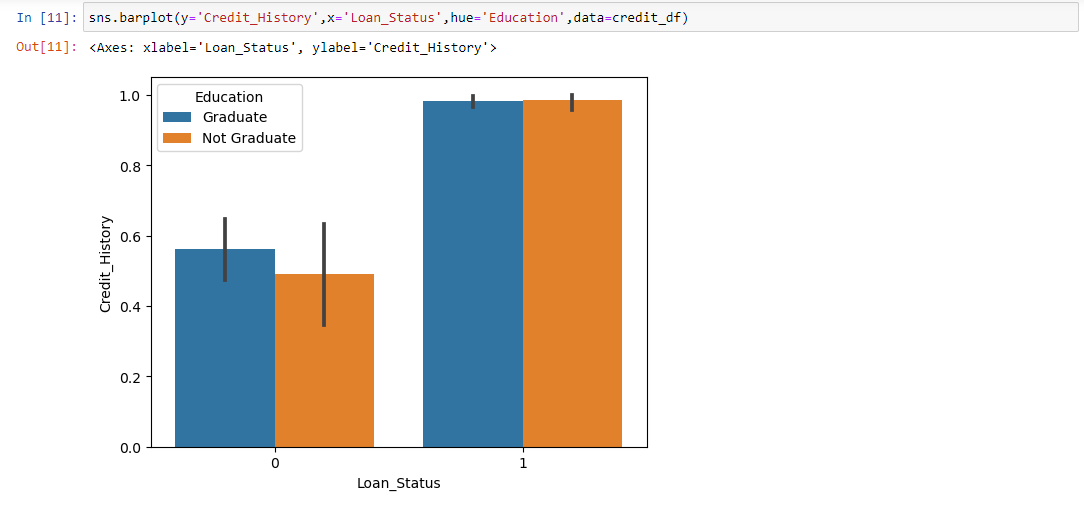 In [11]: sns.barplot(y='Credit_History',x='Loan_Status',hue='Education',data=credit_df)
Out[11]: <Axes: xlabel='Loan_Status', ylabel='Credit_History'>
Education
Graduate
Not Graduate
1.0
0.8
0.6
0.4
0.2
0.0
Credit_History
0 1
Loan_Status